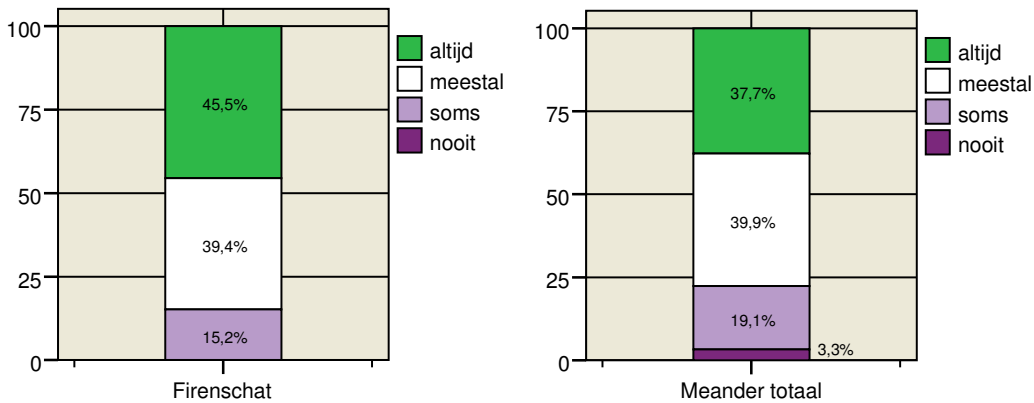 100
75
50
25
0
45,5%
39,4%
15,2%
Firenschat
altijd
meestal
soms
nooit
100
75
50
25
0
37,7%
39,9%
19,1%
3,3%
Meander totaal
altijd
meestal
soms
nooit